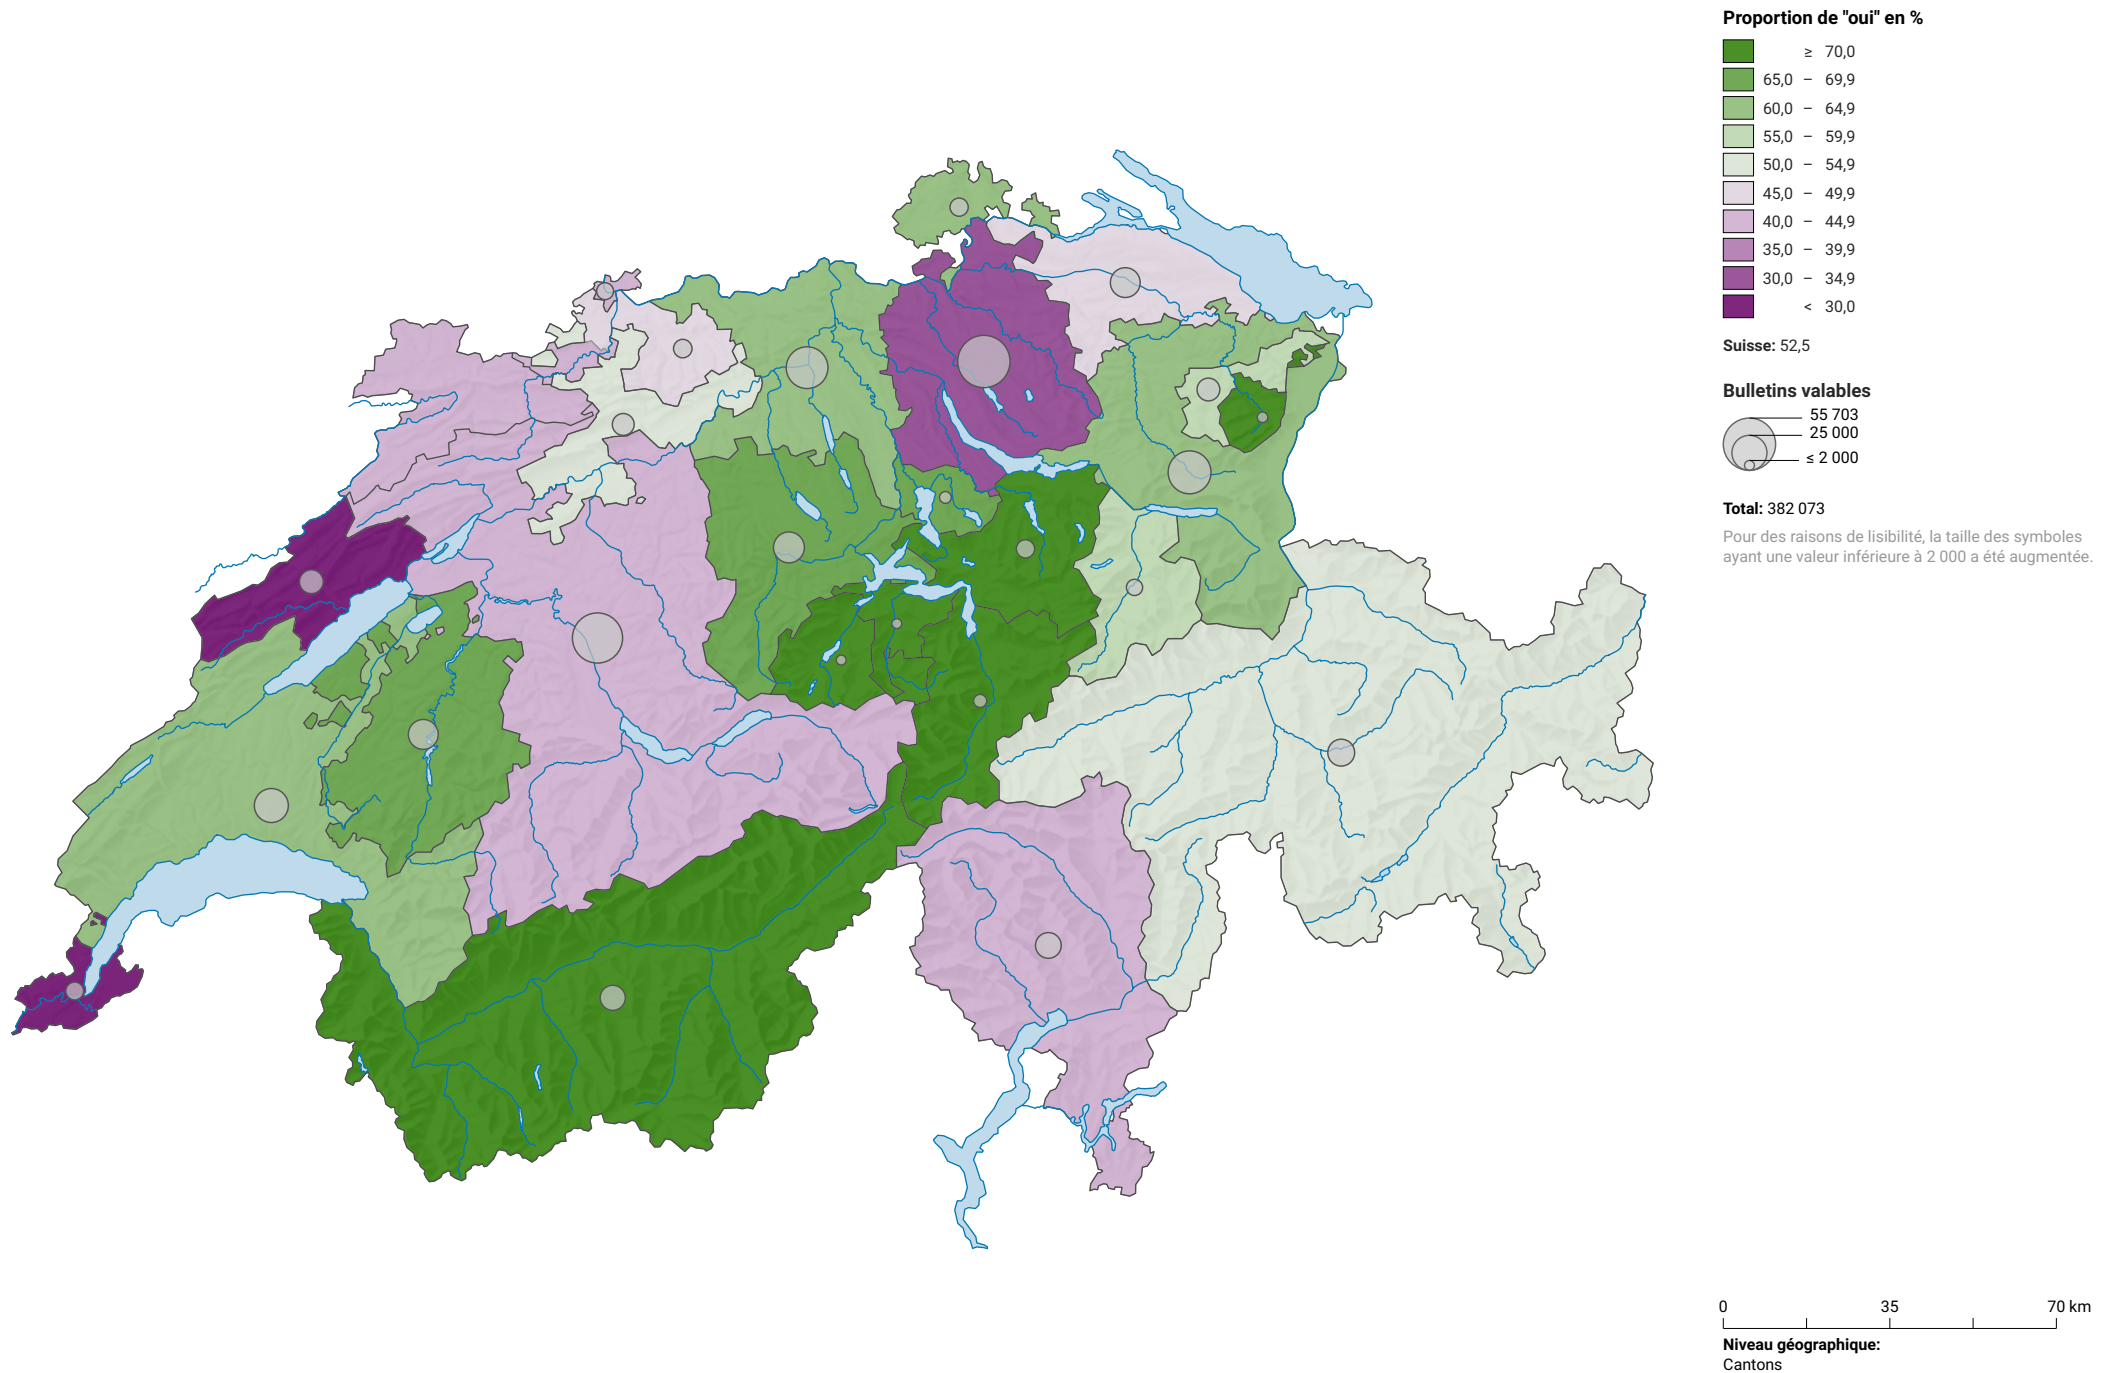 Proportion de "oui" en %
≥ 70,0
65,0 – 69,9
60,0 – 64,9
55,0 – 59,9
50,0 – 54,9
45,0 – 49,9
40,0 – 44,9
35,0 – 39,9
30,0 – 34,9
< 30,0
Suisse: 52,5
Bulletins valables
55 703
25 000
≤ 2 000
Total: 382 073
Pour des raisons de lisibilité, la taille des symboles
ayant une valeur inférieure à 2 000 a été augmentée.
0 35 70 km
Niveau géographique:
Cantons